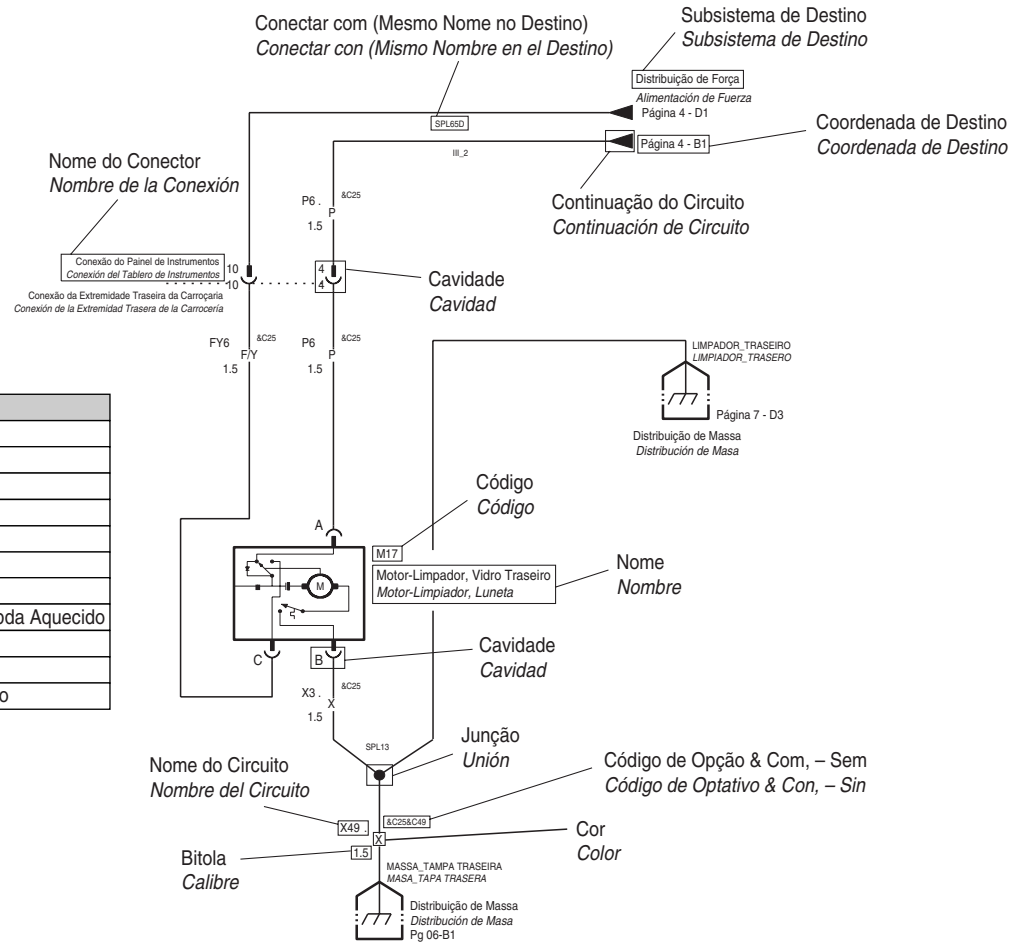 Conectar com (Mesmo Nome no Destino)
Conectar con (Mismo Nombre en el Destino)
Subsistema de Destino
Subsistema de Destino
Distribuição de Força
Alimentación de Fuerza
Página 4 - D1
SPL65D
Página 4 - B1
Coordenada de Destino
Coordenada de Destino
III_2
Nome do Conector
Nombre de la Conexión
Continuação do Circuito
Continuación de Circuito
P6 .
&C25
P
1.5
Conexão do Painel de Instrumentos
Conexión del Tablero de Instrumentos
10
10
4
4
Cavidade
Cavidad
Conexão da Extremidade Traseira da Carroçaria
Conexión de la Extremidad Trasera de la Carrocería
FY6
&C25
F/Y
1.5
P6
&C25
P
1.5
LIMPADOR_TRASEIRO
LIMPIADOR_TRASERO
Página 7 - D3
Distribuição de Massa
Distribución de Masa
Código
Código
A
M17
Motor-Limpador, Vidro Traseiro
Motor-Limpiador, Luneta
Nome
Nombre
M
oda Aquecido
o
C
B
Cavidade
Cavidad
X3 .
&C25
X
1.5
SPL13
Junção
Unión
Nome do Circuito
Nombre del Circuito
Código de Opção & Com, – Sem
Código de Optativo & Con, – Sin
X49 .
&C25&C49
X
1.5
Cor
Color
Bitola
Calibre
MASSA_TAMPA TRASEIRA
MASA_TAPA TRASERA
Distribuição de Massa
Distribución de Masa
Pg 06-B1